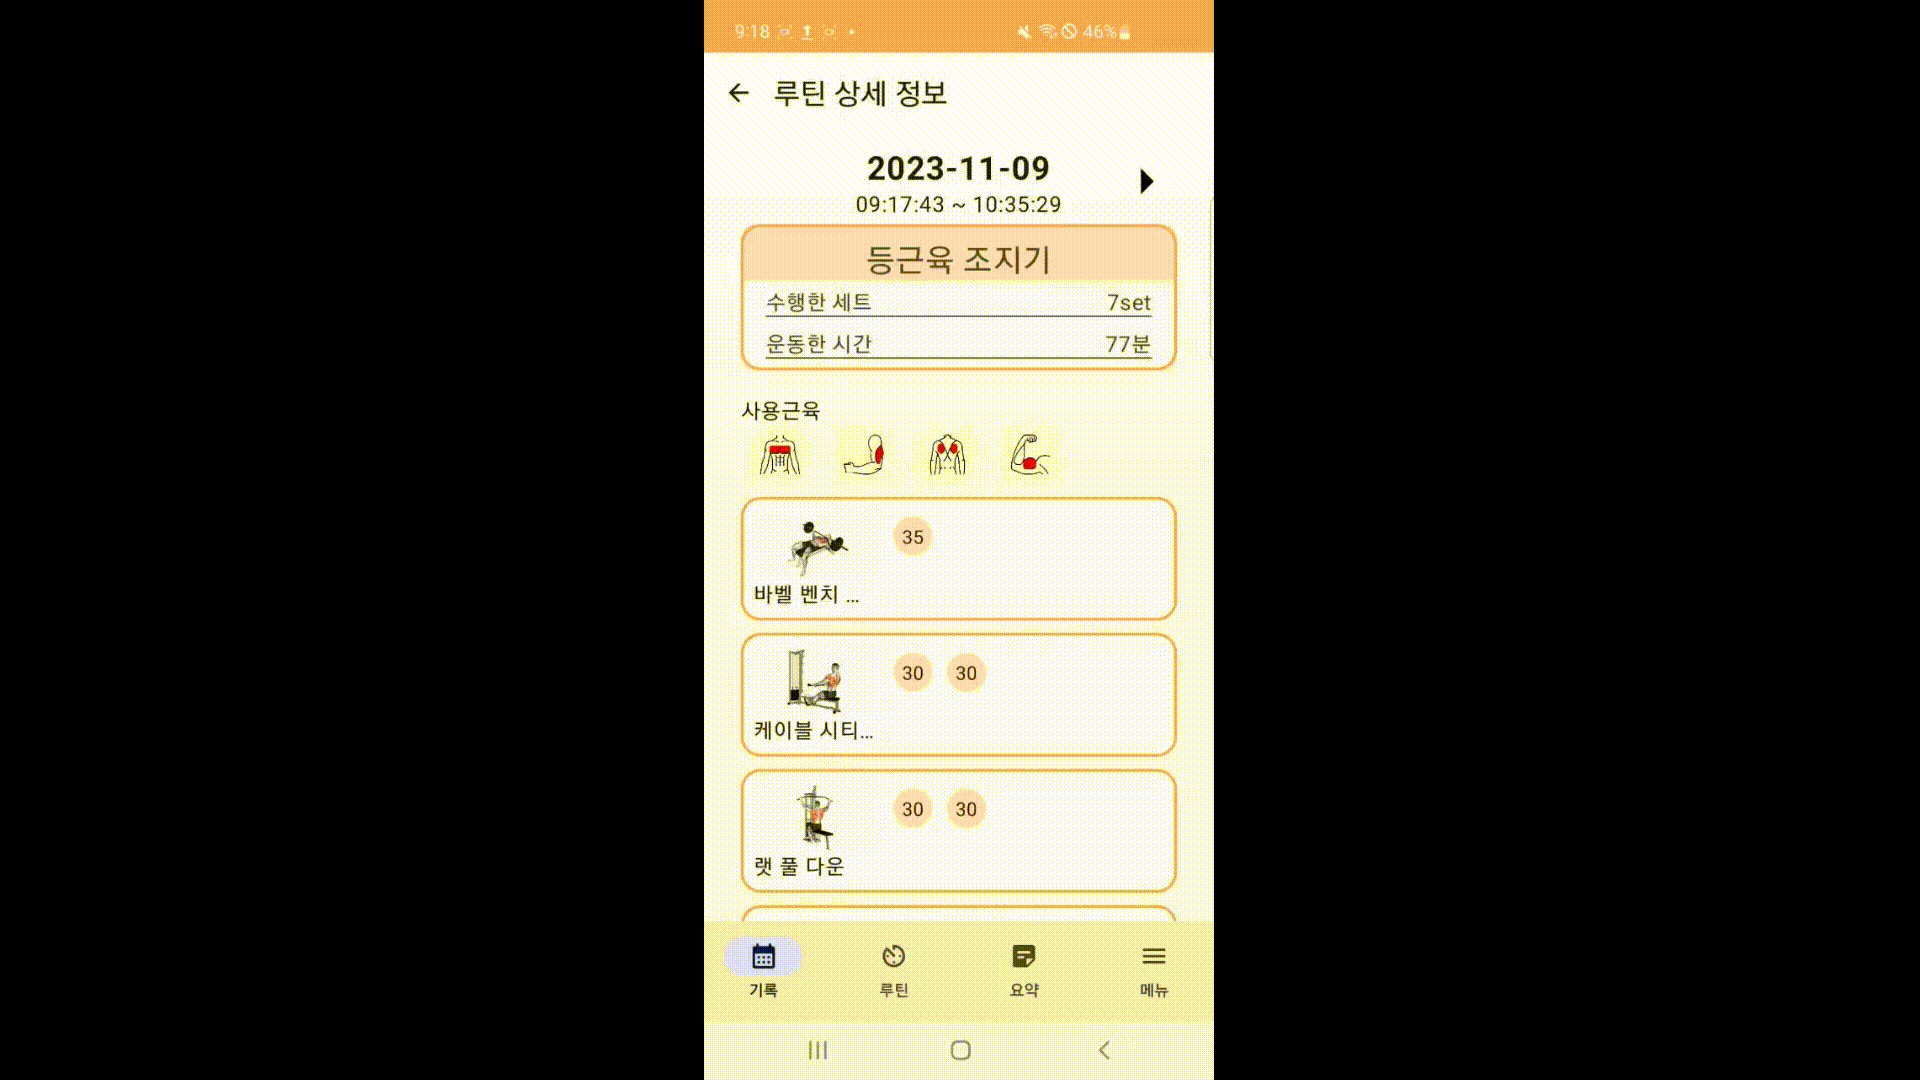 9:18 46%
루틴 상세 정보
2023-11-09
09:17:43 ~ 10:35:29
등근육 조지기
수행한 세트 7set
운동한 시간 77분
사용근육
35
바벨 벤치 ...
30 30
케이블 시티...
30 30
랫 풀 다운
기록 루틴 요약 메뉴